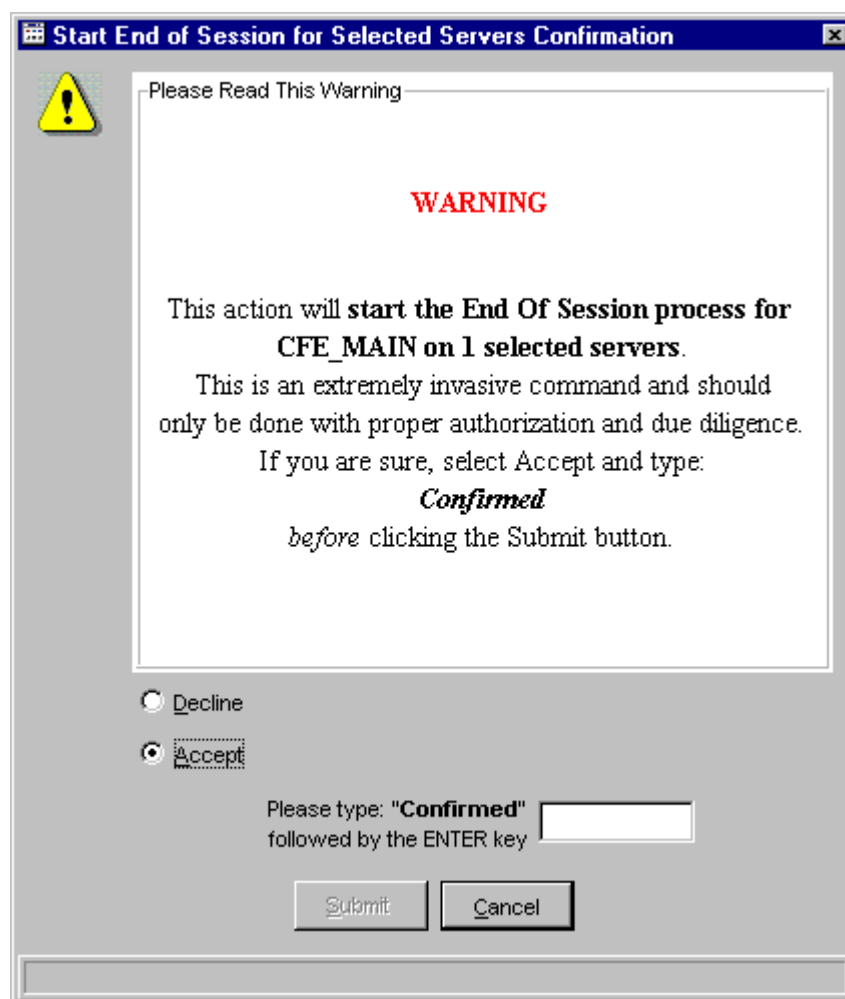 Start End of Session for Selected Servers Confirmation
Please Read This Warning
WARNING
This action will start the End Of Session process for
CFE_MAIN on 1 selected servers.
This is an extremely invasive command and should
only be done with proper authorization and due diligence.
If you are sure, select Accept and type:
Confirmed
before clicking the Submit button.
Decline
Accept
Please type: "Confirmed"
followed by the ENTER key
Submit Cancel